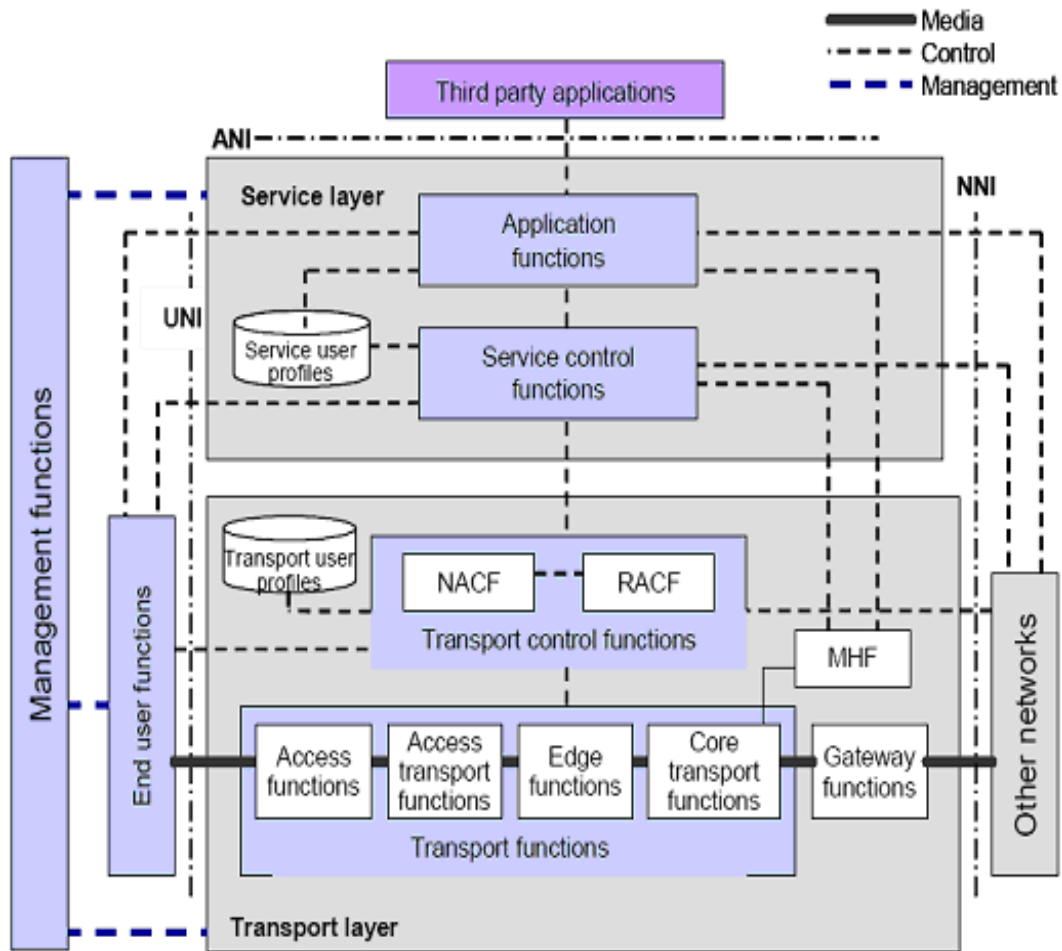 Media
Control
Management
Third party applications
ANI
NNI
Service layer
Application
functions
UNI
Service user
profiles
Service control
functions
Management functions
End user functions
Transport user
profiles
NACF
RACF
Transport control functions
MHF
Other networks
Access
functions
Access
transport
functions
Edge
functions
Core
transport
functions
Gateway
functions
Transport functions
Transport layer